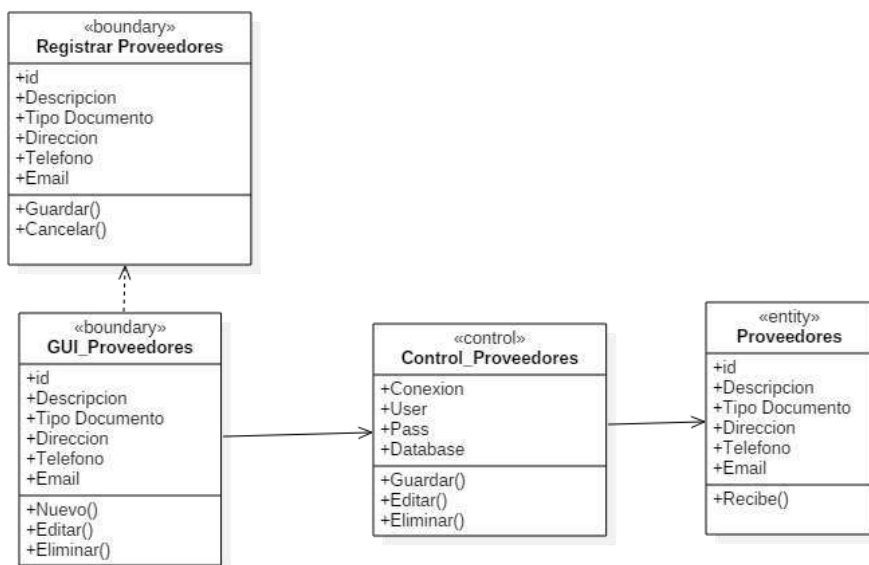 «boundary»
Registrar Proveedores
+id
+Descripcion
+Tipo Documento
+Direccion
+Telefono
+Email
+Guardar()
+Cancelar()
«boundary»
GUI_Proveedores
+id
+Descripcion
+Tipo Documento
+Direccion
+Telefono
+Email
+Nuevo()
+Editar()
+Eliminar()
«control»
Control_Proveedores
+Conexion
+User
+Pass
+Database
+Guardar()
+Editar()
+Eliminar()
«entity»
Proveedores
+id
+Descripcion
+Tipo Documento
+Direccion
+Telefono
+Email
+Recibe()